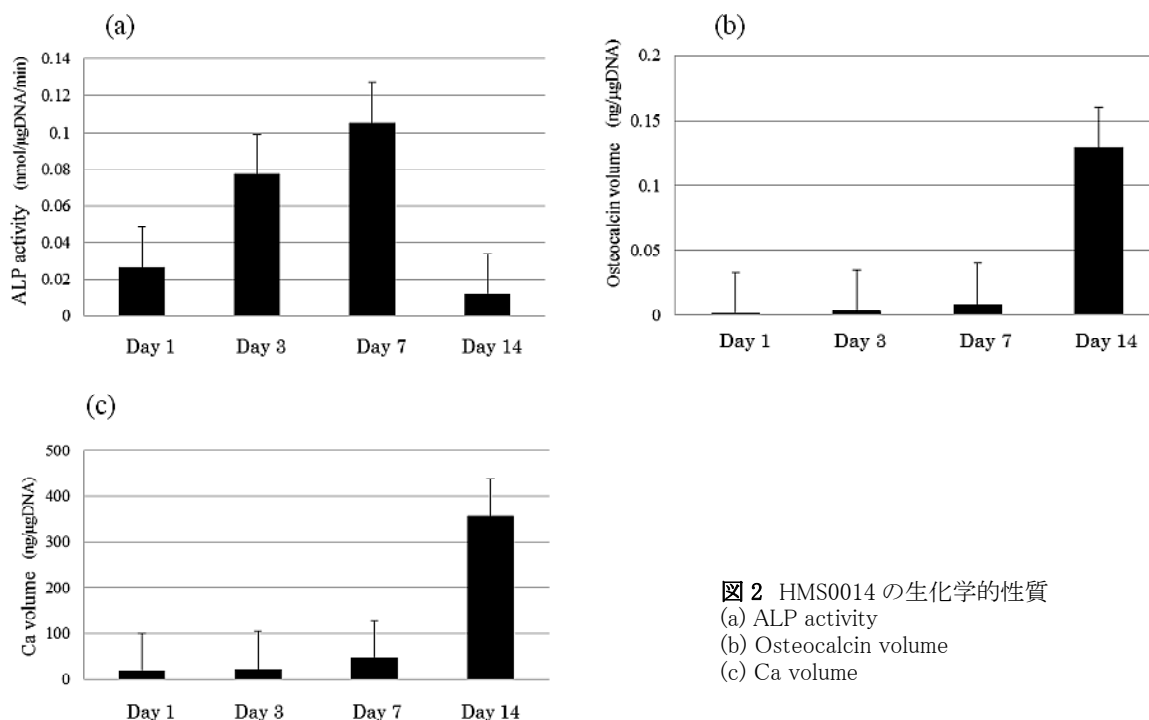 (a)
ALP activity (nmol/μgDNA/min)
0.14
0.12
0.1
0.08
0.06
0.04
0.02
0
Day 1 Day 3 Day 7 Day 14
(b)
Osteocalcin volume (ng/μgDNA)
0.2
0.15
0.1
0.05
0
Day 1 Day 3 Day 7 Day 14
(c)
Ca volume (ng/μgDNA)
500
400
300
200
100
0
Day 1 Day 3 Day 7 Day 14
図 2 HMS0014 の生化学的性質
(a) ALP activity
(b) Osteocalcin volume
(c) Ca volume